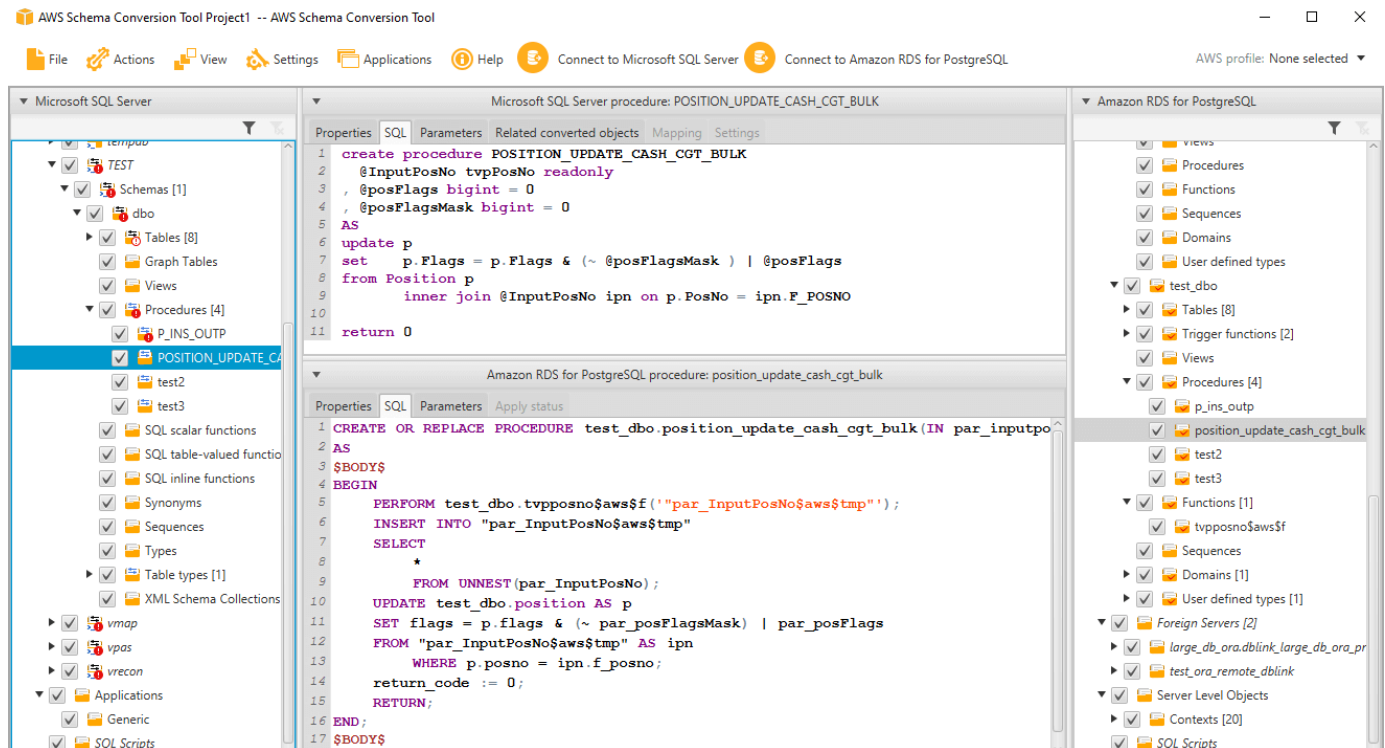 AWS Schema Conversion Tool Project1 -- AWS Schema Conversion Tool
File Actions View Settings Applications Help Connect to Microsoft SQL Server Connect to Amazon RDS for PostgreSQL AWS profile: None selected
Microsoft SQL Server
tempdb
TEST
Schemas [1]
dbo
Tables [8]
Graph Tables
Views
Procedures [4]
P_INS_OUTP
POSITION_UPDATE_CA
test2
test3
SQL scalar functions
SQL table-valued functio
SQL inline functions
Synonyms
Sequences
Types
Table types [1]
XML Schema Collections
vmap
vpas
vrecon
Applications
Generic
SQL Scripts
Microsoft SQL Server procedure: POSITION_UPDATE_CASH_CGT_BULK
Properties SQL Parameters Related converted objects Mapping Settings
1 create procedure POSITION_UPDATE_CASH_CGT_BULK
2 @InputPosNo tvpPosNo readonly
3 , @posFlags bigint = 0
4 , @posFlagsMask bigint = 0
5 AS
6 update p
7 set p.Flags = p.Flags & (~ @posFlagsMask ) | @posFlags
8 from Position p
9 inner join @InputPosNo ipn on p.PosNo = ipn.F_POSNO
10
11 return 0
Amazon RDS for PostgreSQL procedure: position_update_cash_cgt_bulk
Properties SQL Parameters Apply status
1 CREATE OR REPLACE PROCEDURE test_dbo.position_update_cash_cgt_bulk(IN par_inputpo
2 AS
3 $BODY$
4 BEGIN
5 PERFORM test_dbo.tvpposno$aws$f('"par_InputPosNo$aws$tmp"');
6 INSERT INTO "par_InputPosNo$aws$tmp"
7 SELECT
8 *
9 FROM UNNEST(par_InputPosNo);
10 UPDATE test_dbo.position AS p
11 SET flags = p.flags & (~ par_posFlagsMask) | par_posFlags
12 FROM "par_InputPosNo$aws$tmp" AS ipn
13 WHERE p.posno = ipn.f_posno;
14 return_code := 0;
15 RETURN;
16 END;
17 $BODY$
Amazon RDS for PostgreSQL
Views
Procedures
Functions
Sequences
Domains
User defined types
test_dbo
Tables [8]
Trigger functions [2]
Views
Procedures [4]
p_ins_outp
position_update_cash_cgt_bulk
test2
test3
Functions [1]
tvpposno$aws$f
Sequences
Domains [1]
User defined types [1]
Foreign Servers [2]
large_db_ora.dblink_large_db_ora_pr
test_ora_remote_dblink
Server Level Objects
Contexts [20]
SQL Scripts